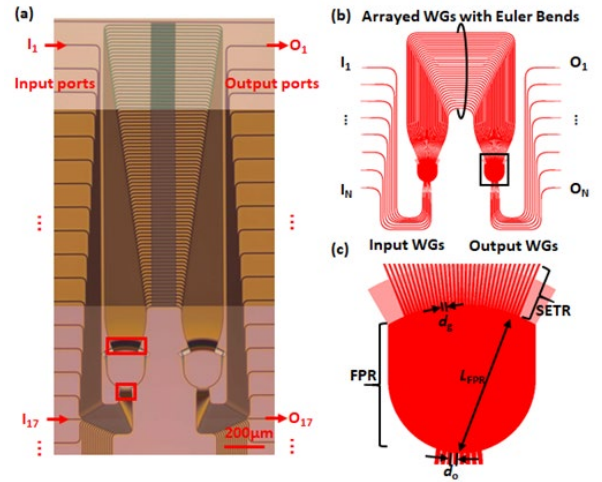 (a)
I1
O1
Input ports
Output ports
⋮
⋮
I17
O17
200μm
⋮
⋮
(b)
Arrayed WGs with Euler Bends
I1
O1
⋮
⋮
IN
ON
Input WGs
Output WGs
(c)
SETR
dg
FPR
LFPR
do